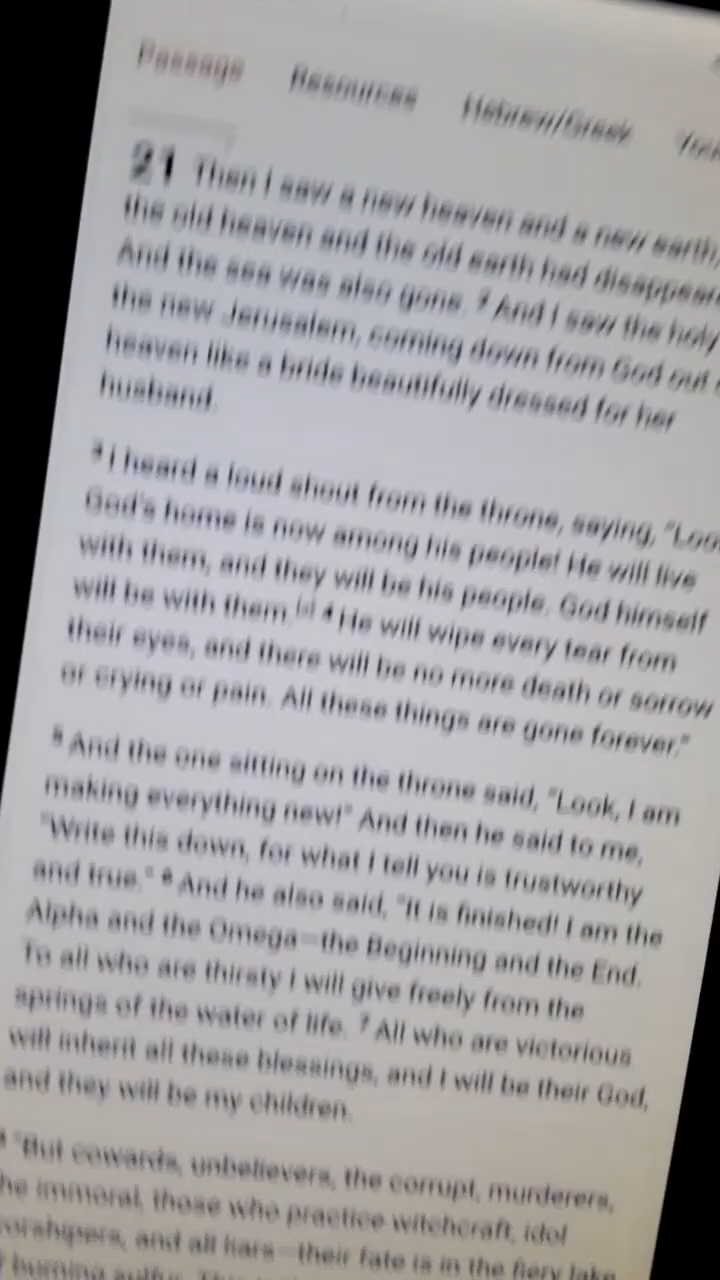 Passage Resources Hebrew/Greek
21 Then I saw a new heaven and a new earth,
the old heaven and the old earth had
And the sea was also gone. 2 And I saw the holy
the new Jerusalem, coming down from God out
heaven like a bride beautifully dressed for her
husband.
3 I heard a loud shout from the throne, saying, “
God's home is now among his people! He will live
with them, and they will be his people. God himself
will be with them.[a] 4 He will wipe every tear from
their eyes, and there will be no more death or sorrow
or crying or pain. All these things are gone forever.”
5 And the one sitting on the throne said, “Look, I am
making everything new!” And then he said to me,
“Write this down, for what I tell you is trustworthy
and true.” 6 And he also said, “It is finished! I am the
Alpha and the Omega—the Beginning and the End.
To all who are thirsty I will give freely from the
springs of the water of life. 7 All who are victorious
will inherit all these blessings, and I will be their God,
and they will be my children.
“But cowards, unbelievers, the corrupt, murderers,
immoral, those who practice witchcraft, idol
and all liars—their fate is in the fiery lake
burning sulfur.